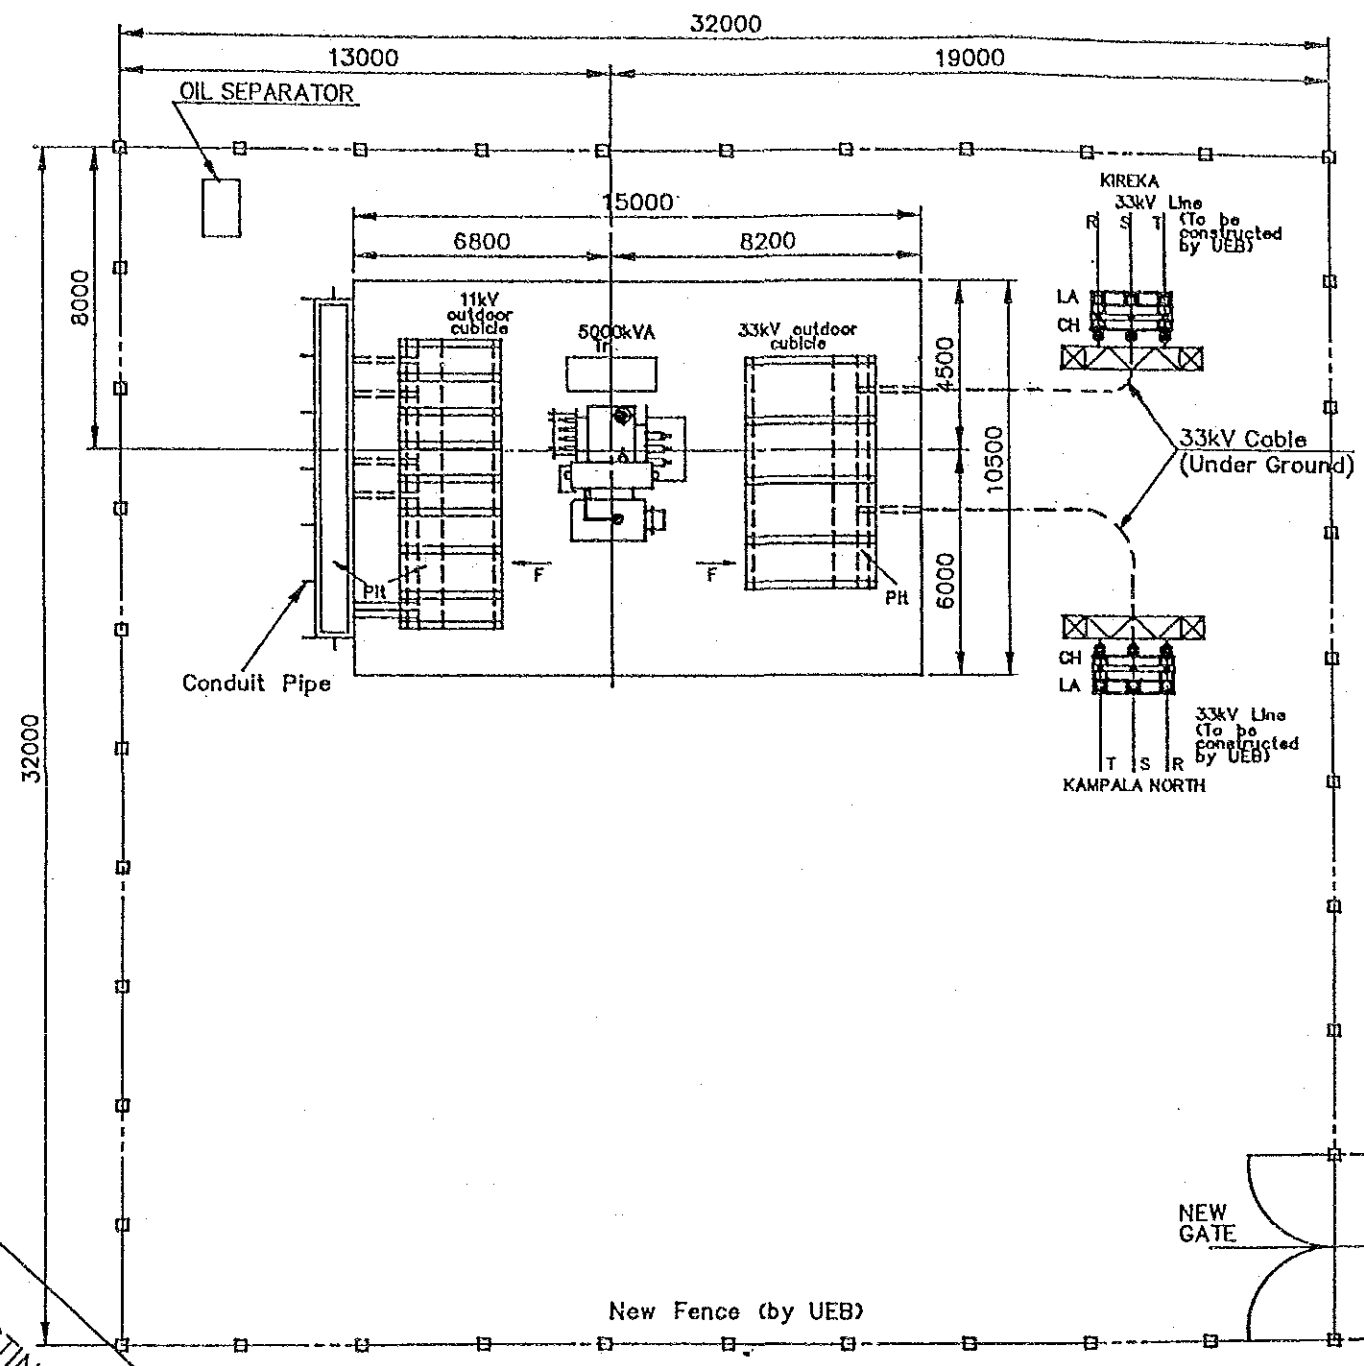 32000
13000
19000
OIL SEPARATOR
KIREKA
33kV Line
(To be
constructed
by UEB)
R S T
15000
6800
8200
8000
11kV
outdoor
cubicle
5000kVA
Tr
33kV outdoor
cubicle
LA
CH
4500
10500
33kV Cable
(Under Ground)
F
F
Pit
Pit
6000
Conduit Pipe
CH
LA
33kV Line
(To be
constructed
by UEB)
T S R
KAMPALA NORTH
32000
NEW
GATE
New Fence (by UEB)